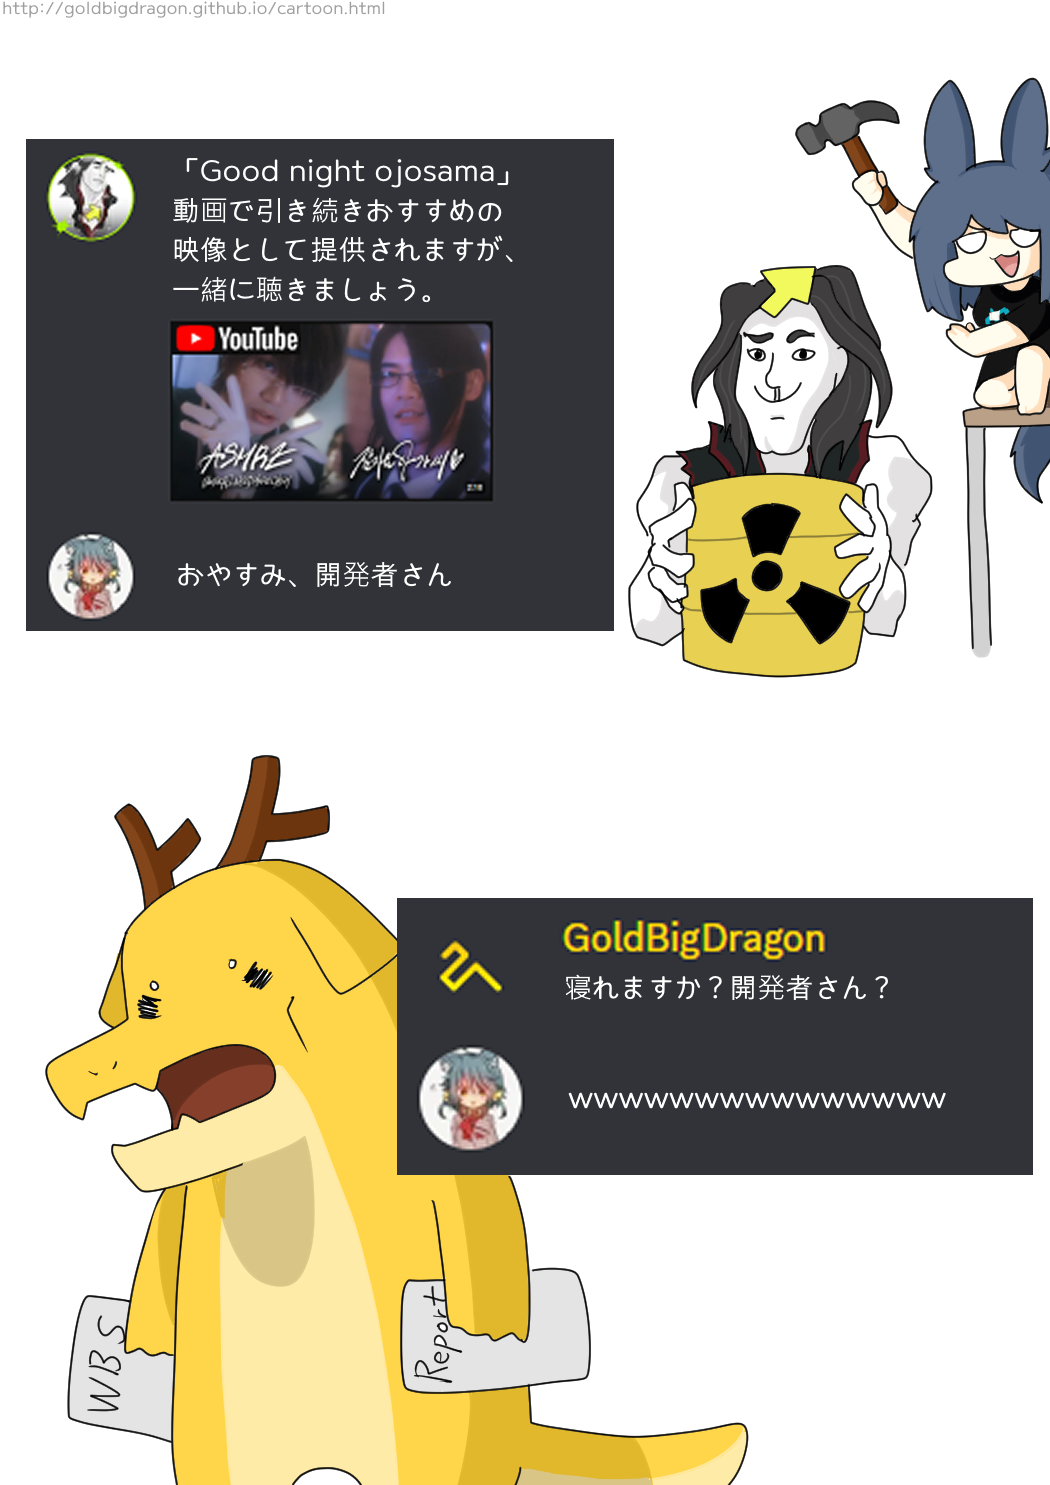 http://goldbigdragon.github.io/cartoon.html
「Good night ojosama」
動画で引き続きおすすめの
映像として提供されますが、
一緒に聴きましょう。
YouTube
ASMRZ
おやすみ、開発者さん
GoldBigDragon
寝れますか？開発者さん？
wwwwwwwwwwwwwww
WBS
Report